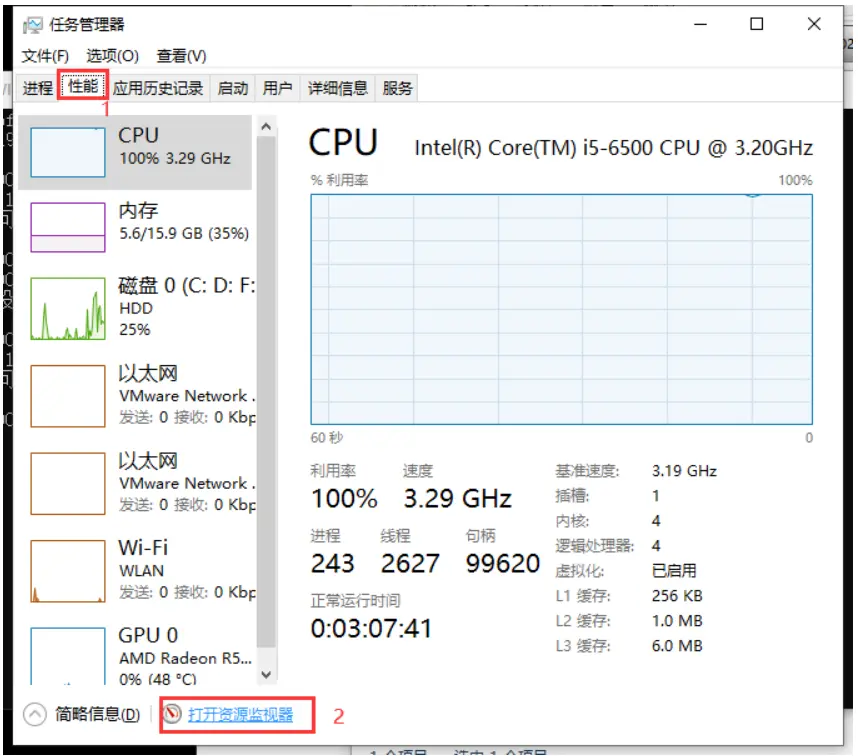 任务管理器
文件(F) 选项(O) 查看(V)
进程 性能 应用历史记录 启动 用户 详细信息 服务
1
CPU
100% 3.29 GHz
内存
5.6/15.9 GB (35%)
磁盘 0 (C: D: F:
HDD
25%
以太网
VMware Network .
发送: 0 接收: 0 Kbp
以太网
VMware Network .
发送: 0 接收: 0 Kbp
Wi-Fi
WLAN
发送: 0 接收: 0 Kbp
GPU 0
AMD Radeon R5...
0% (48 °C)
CPU Intel(R) Core(TM) i5-6500 CPU @ 3.20GHz
% 利用率 100%
60 秒 0
利用率 速度
100% 3.29 GHz
进程 线程 句柄
243 2627 99620
正常运行时间
0:03:07:41
基准速度: 3.19 GHz
插槽: 1
内核: 4
逻辑处理器: 4
虚拟化: 已启用
L1 缓存: 256 KB
L2 缓存: 1.0 MB
L3 缓存: 6.0 MB
简略信息(D) 打开资源监视器 2